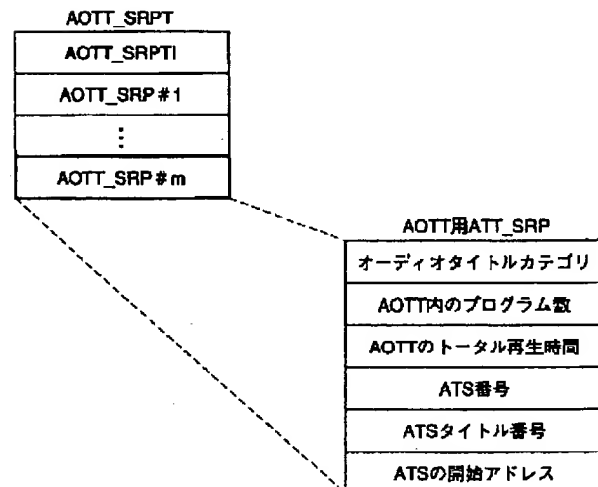 AOTT_SRPT
AOTT_SRPTI
AOTT_SRP#1
⋮
AOTT_SRP#m
AOTT用ATT_SRP
オーディオタイトルカテゴリ
AOTT内のプログラム数
AOTTのトータル再生時間
ATS番号
ATSタイトル番号
ATSの開始アドレス